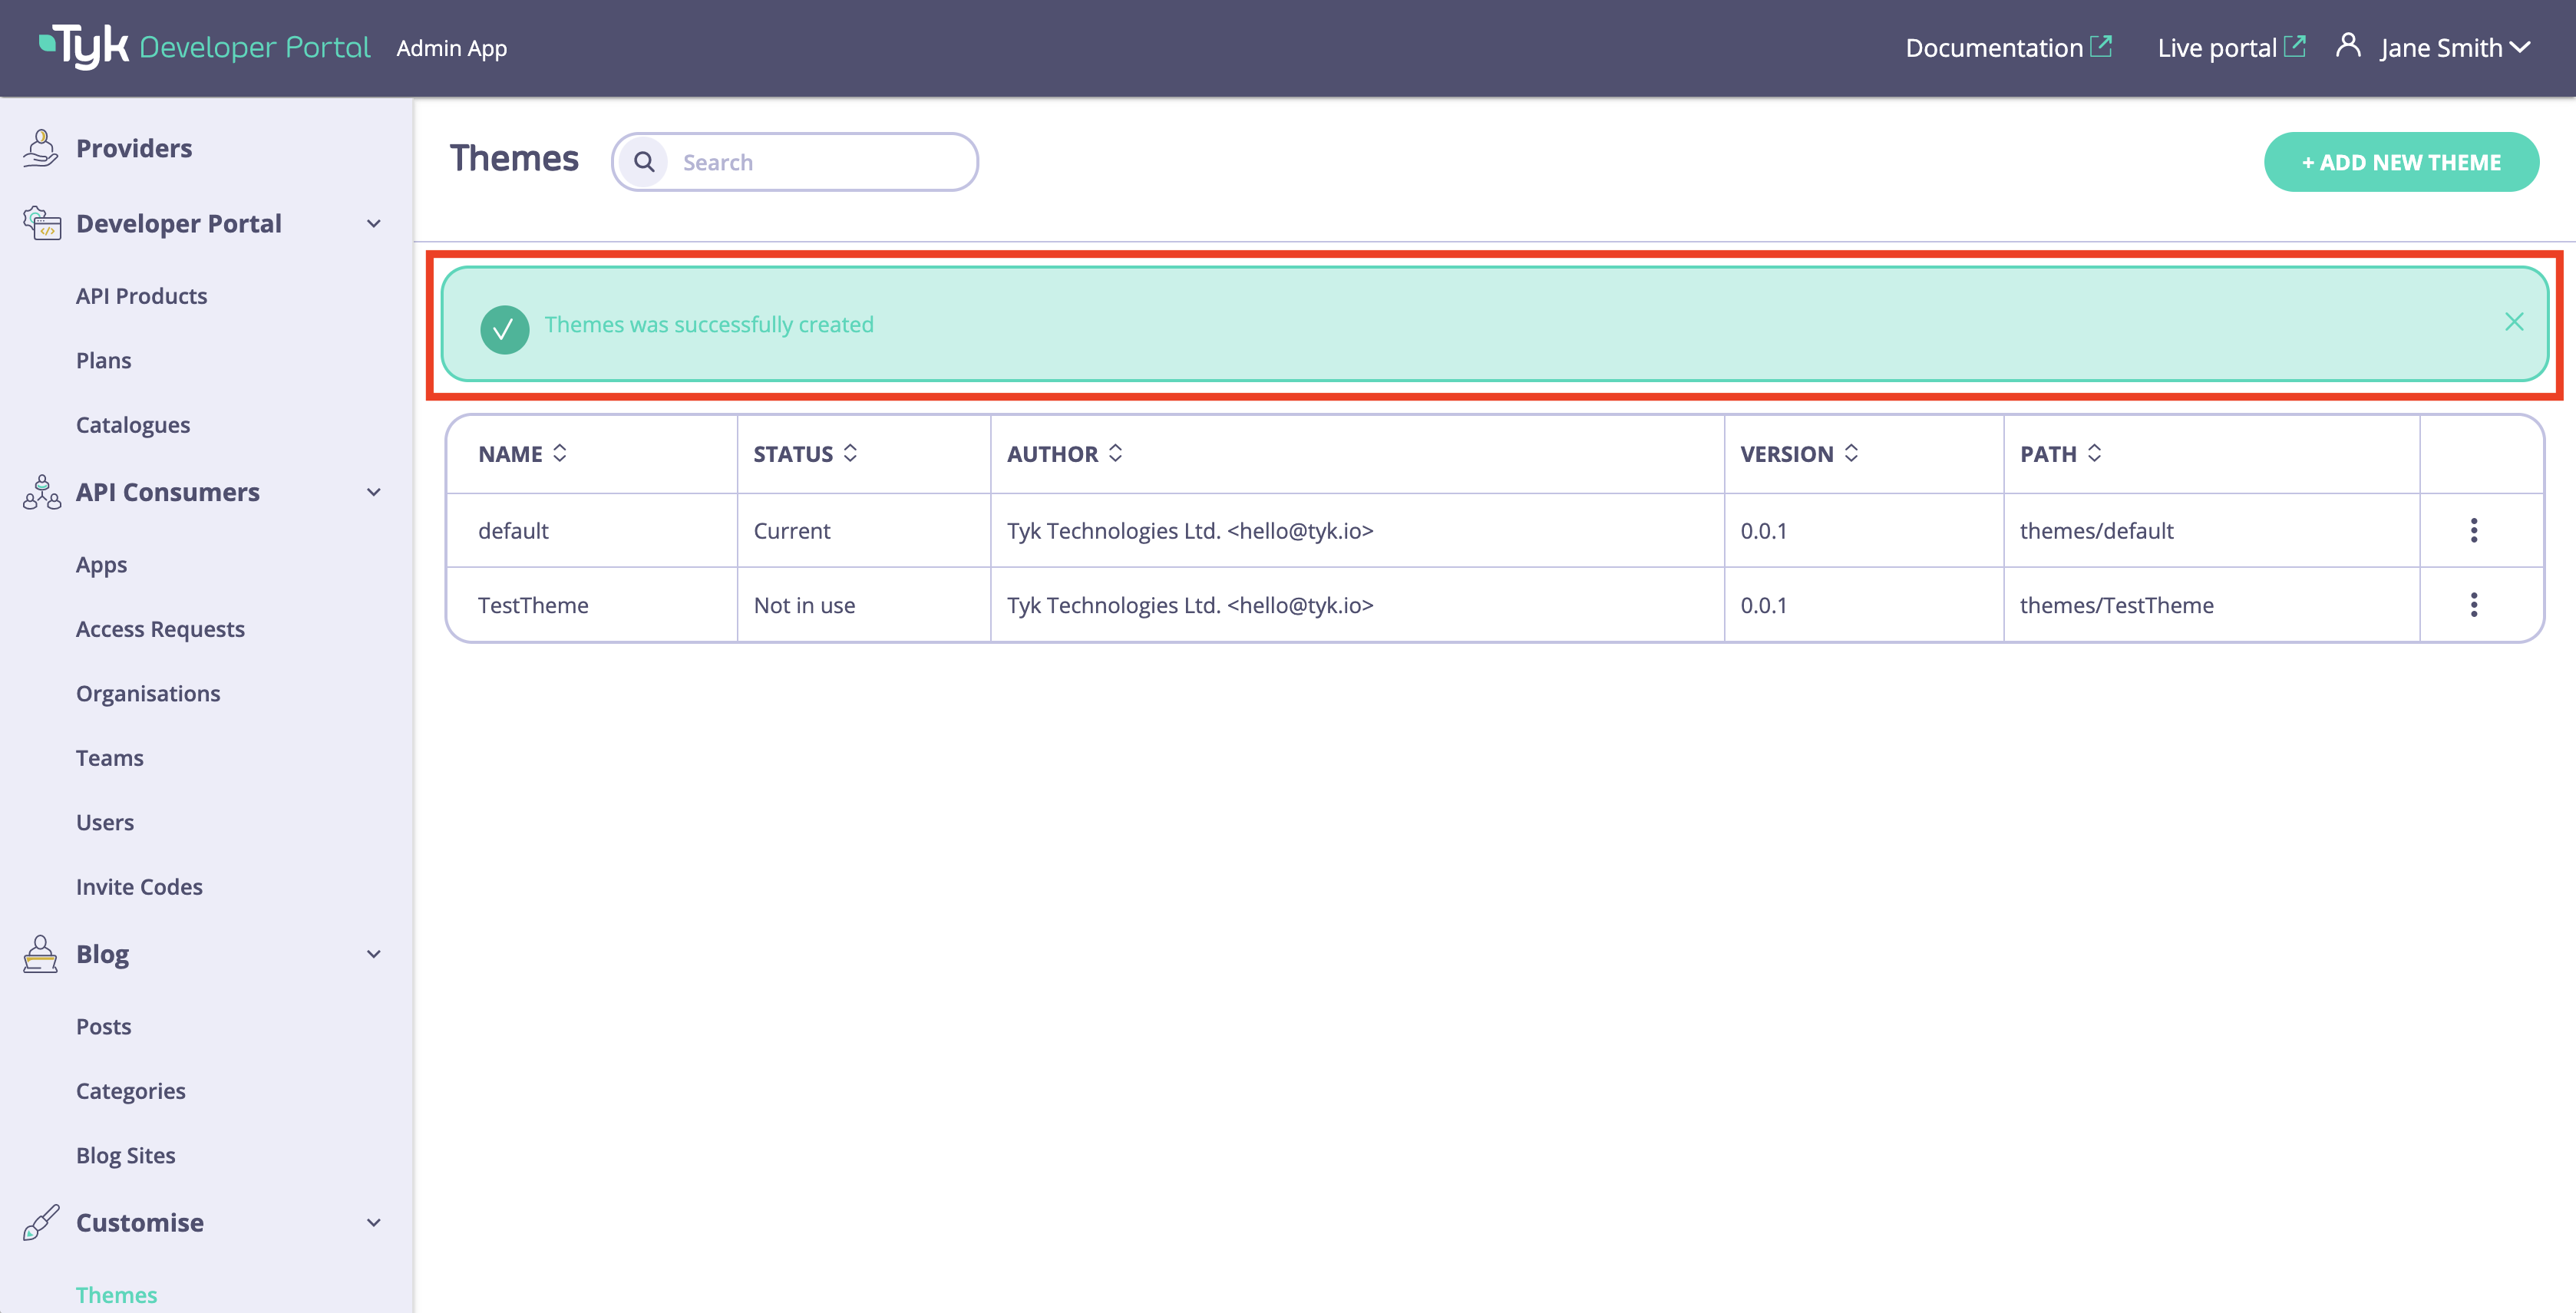 Tyk Developer Portal Admin App Documentation Live portal Jane Smith
Providers
Developer Portal
API Products
Plans
Catalogues
API Consumers
Apps
Access Requests
Organisations
Teams
Users
Invite Codes
Blog
Posts
Categories
Blog Sites
Customise
Themes
Themes Search + ADD NEW THEME
Themes was successfully created
NAME STATUS AUTHOR VERSION PATH
default Current Tyk Technologies Ltd. <hello@tyk.io> 0.0.1 themes/default
TestTheme Not in use Tyk Technologies Ltd. <hello@tyk.io> 0.0.1 themes/TestTheme